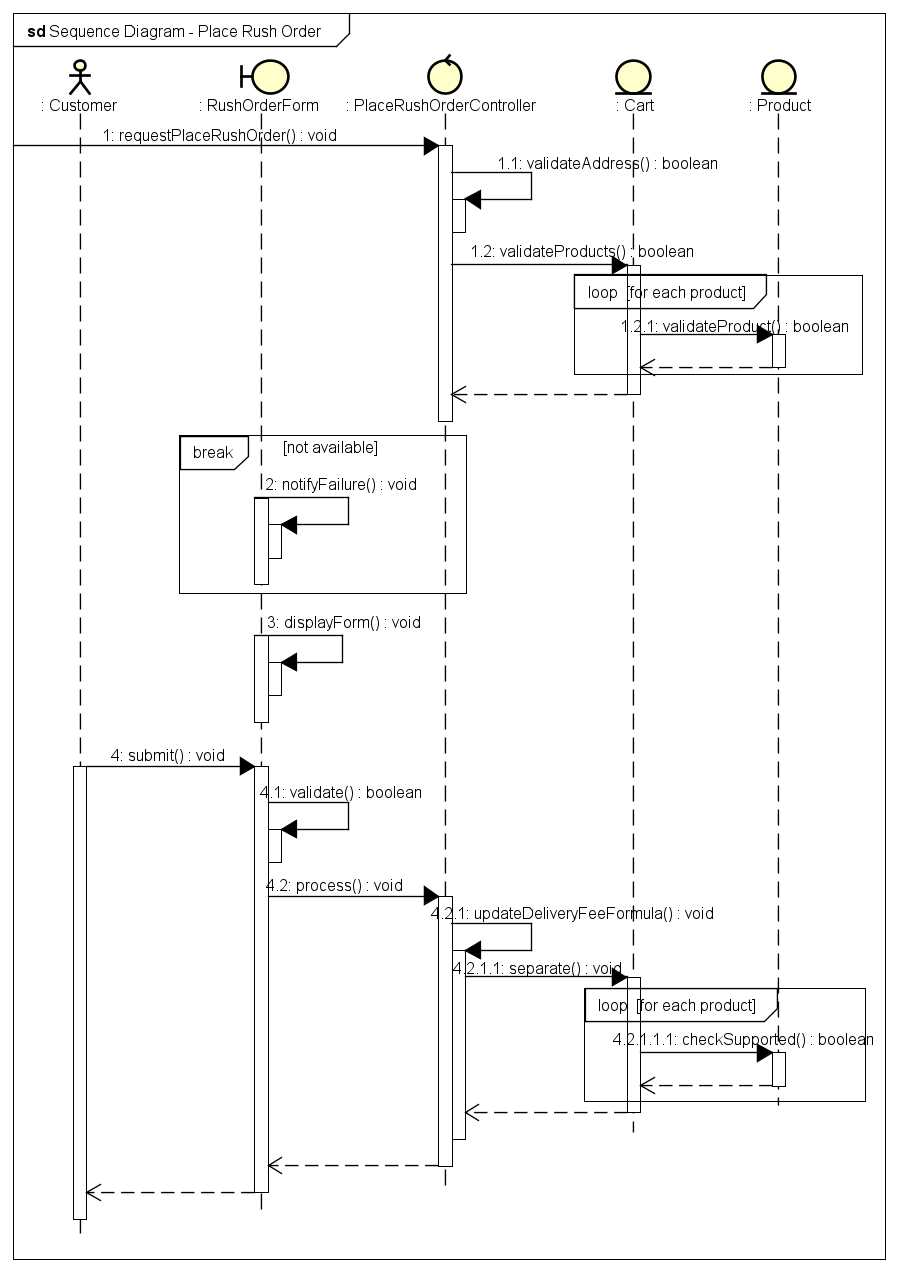 sd Sequence Diagram - Place Rush Order
: Customer
: RushOrderForm
: PlaceRushOrderController
: Cart
: Product
1: requestPlaceRushOrder() : void
1.1: validateAddress() : boolean
1.2: validateProducts() : boolean
loop [for each product]
1.2.1: validateProduct() : boolean
break
[not available]
2: notifyFailure() : void
3: displayForm() : void
4: submit() : void
4.1: validate() : boolean
4.2: process() : void
4.2.1: updateDeliveryFeeFormula() : void
4.2.1.1: separate() : void
loop [for each product]
4.2.1.1.1: checkSupported() : boolean